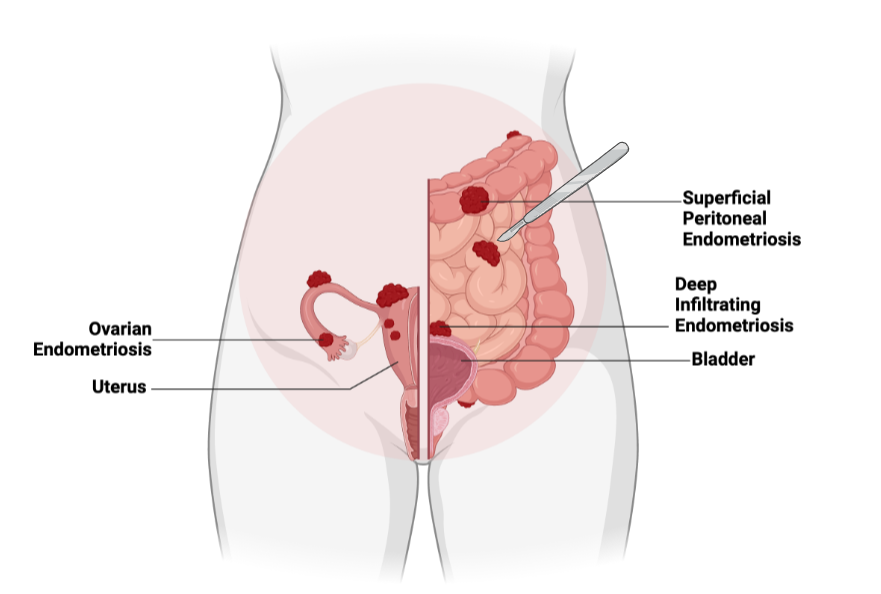 Superficial
Peritoneal
Endometriosis
Deep
Infiltrating
Endometriosis
Ovarian
Endometriosis
Bladder
Uterus